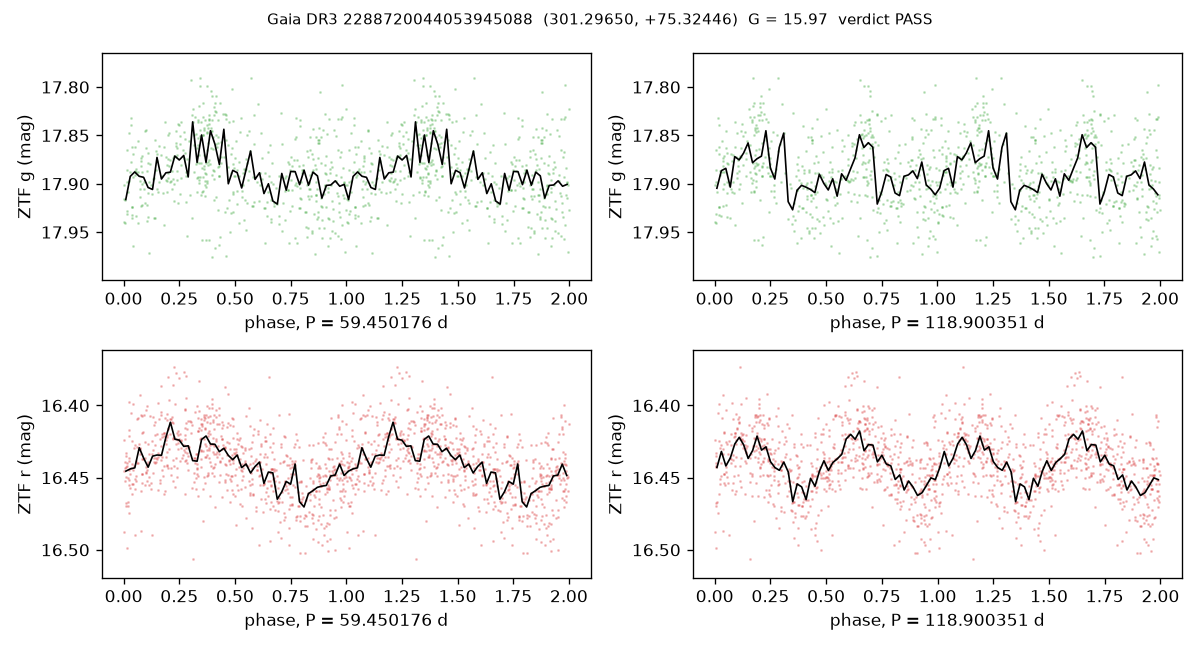 Gaia DR3 2288720044053945088 (301.29650, +75.32446) G = 15.97 verdict PASS
ZTF g (mag)
17.80
17.85
17.90
17.95
0.00 0.25 0.50 0.75 1.00 1.25 1.50 1.75 2.00
phase, P = 59.450176 d
ZTF g (mag)
17.80
17.85
17.90
17.95
0.00 0.25 0.50 0.75 1.00 1.25 1.50 1.75 2.00
phase, P = 118.900351 d
ZTF r (mag)
16.40
16.45
16.50
0.00 0.25 0.50 0.75 1.00 1.25 1.50 1.75 2.00
phase, P = 59.450176 d
ZTF r (mag)
16.40
16.45
16.50
0.00 0.25 0.50 0.75 1.00 1.25 1.50 1.75 2.00
phase, P = 118.900351 d